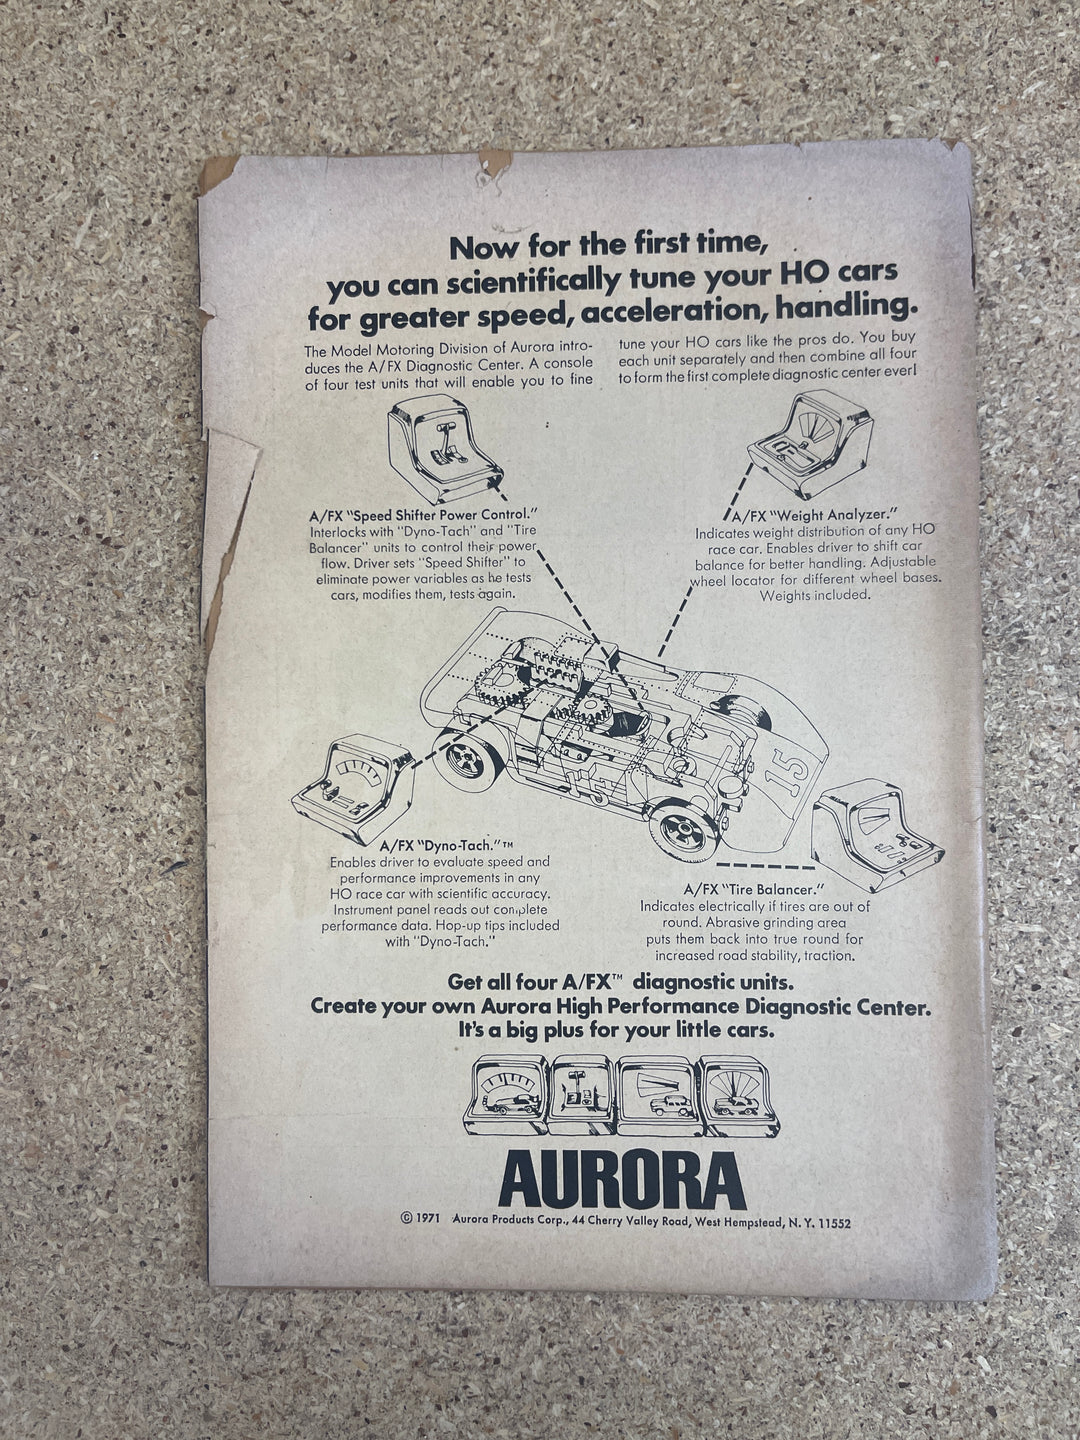 Now for the first time,
you can scientifically tune your HO cars
for greater speed, acceleration, handling.
The Model Motoring Division of Aurora intro-
duces the A/FX Diagnostic Center. A console
of four test units that will enable you to fine
tune your HO cars like the pros do. You buy
each unit separately and then combine all four
to form the first complete diagnostic center ever!
A/FX "Speed Shifter Power Control."
Interlocks with "Dyno-Tach" and "Tire
Balancer" units to control their power
flow. Driver sets "Speed Shifter" to
eliminate power variables as he tests
cars, modifies them, tests again.
A/FX "Weight Analyzer."
Indicates weight distribution of any HO
race car. Enables driver to shift car
balance for better handling. Adjustable
wheel locator for different wheel bases.
Weights included.
15
A/FX "Dyno-Tach."™
Enables driver to evaluate speed and
performance improvements in any
HO race car with scientific accuracy.
Instrument panel reads out complete
performance data. Hop-up tips included
with "Dyno-Tach."
A/FX "Tire Balancer."
Indicates electrically if tires are out of
round. Abrasive grinding area
puts them back into true round for
increased road stability, traction.
Get all four A/FX™ diagnostic units.
Create your own Aurora High Performance Diagnostic Center.
It's a big plus for your little cars.
AURORA
© 1971 Aurora Products Corp., 44 Cherry Valley Road, West Hempstead, N. Y. 11552